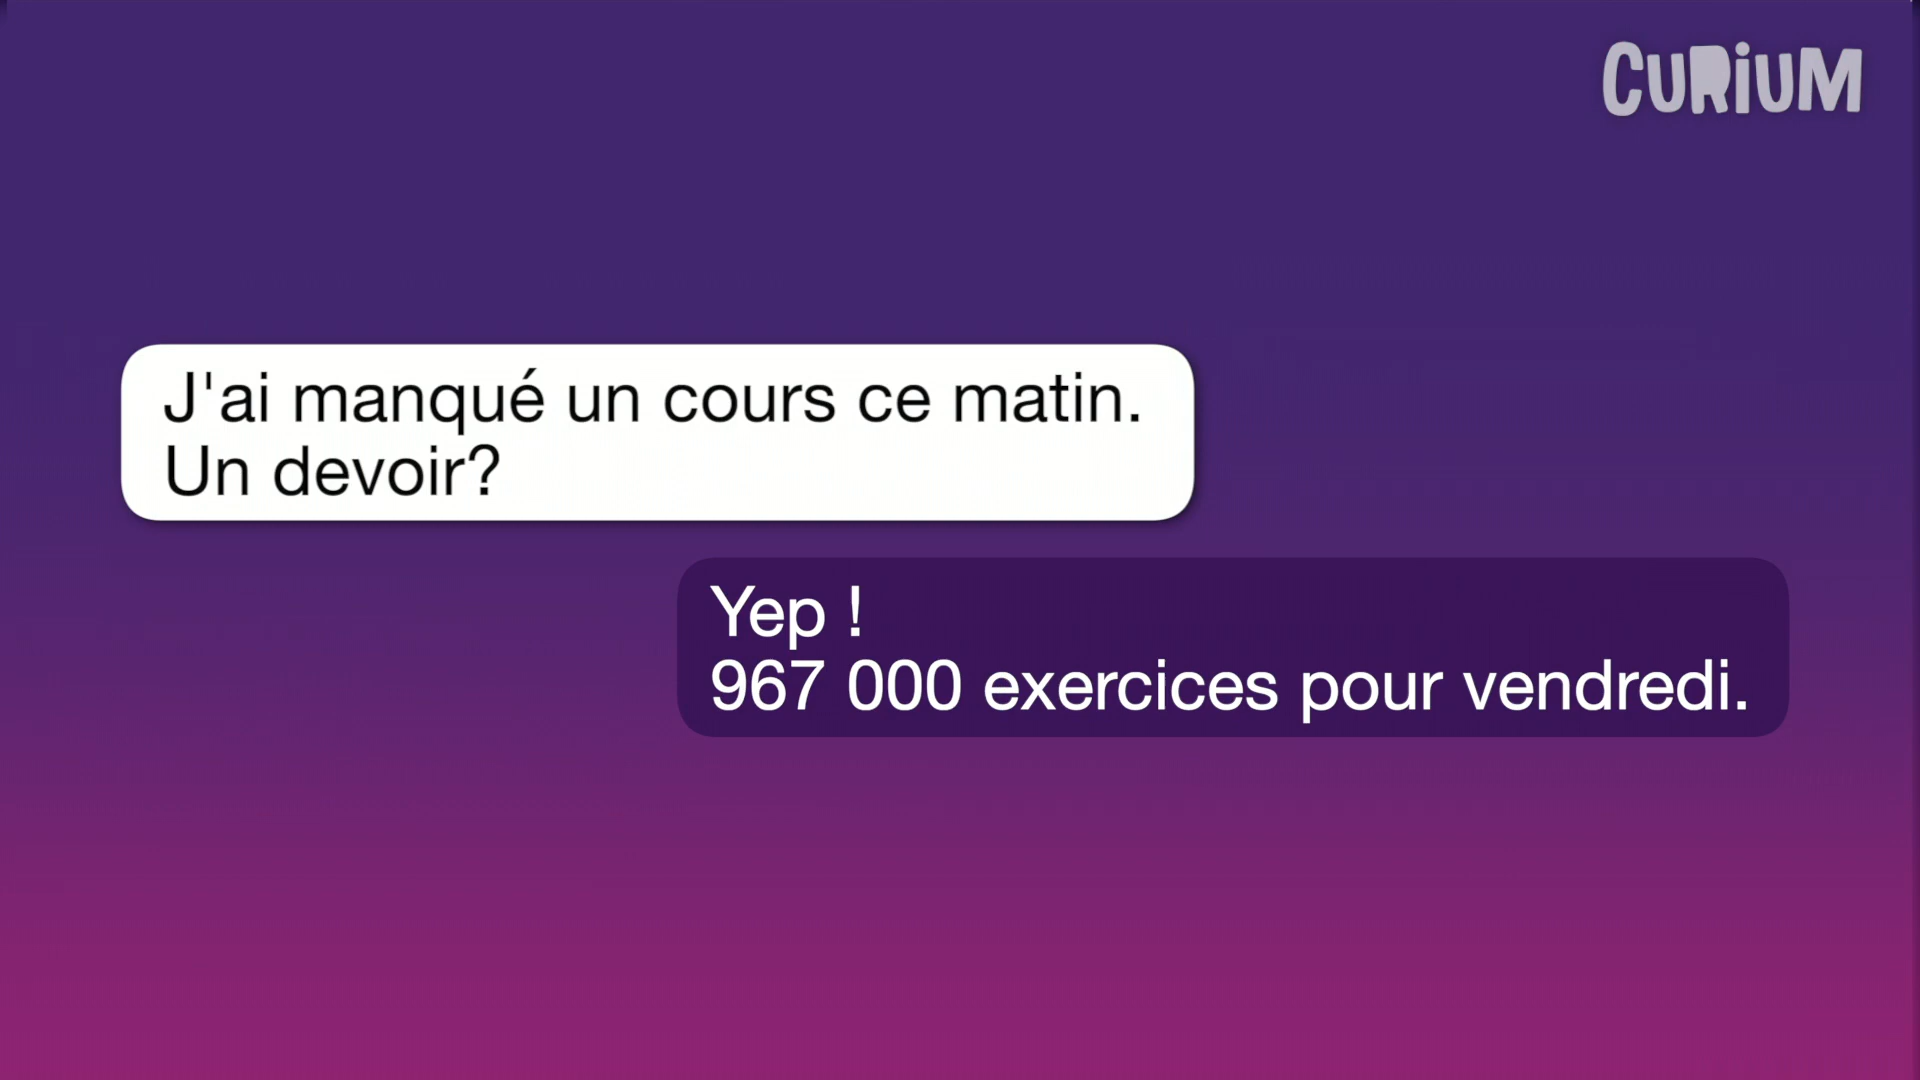 CURiUM
J'ai manqué un cours ce matin.
Un devoir?
Yep !
967 000 exercices pour vendredi.